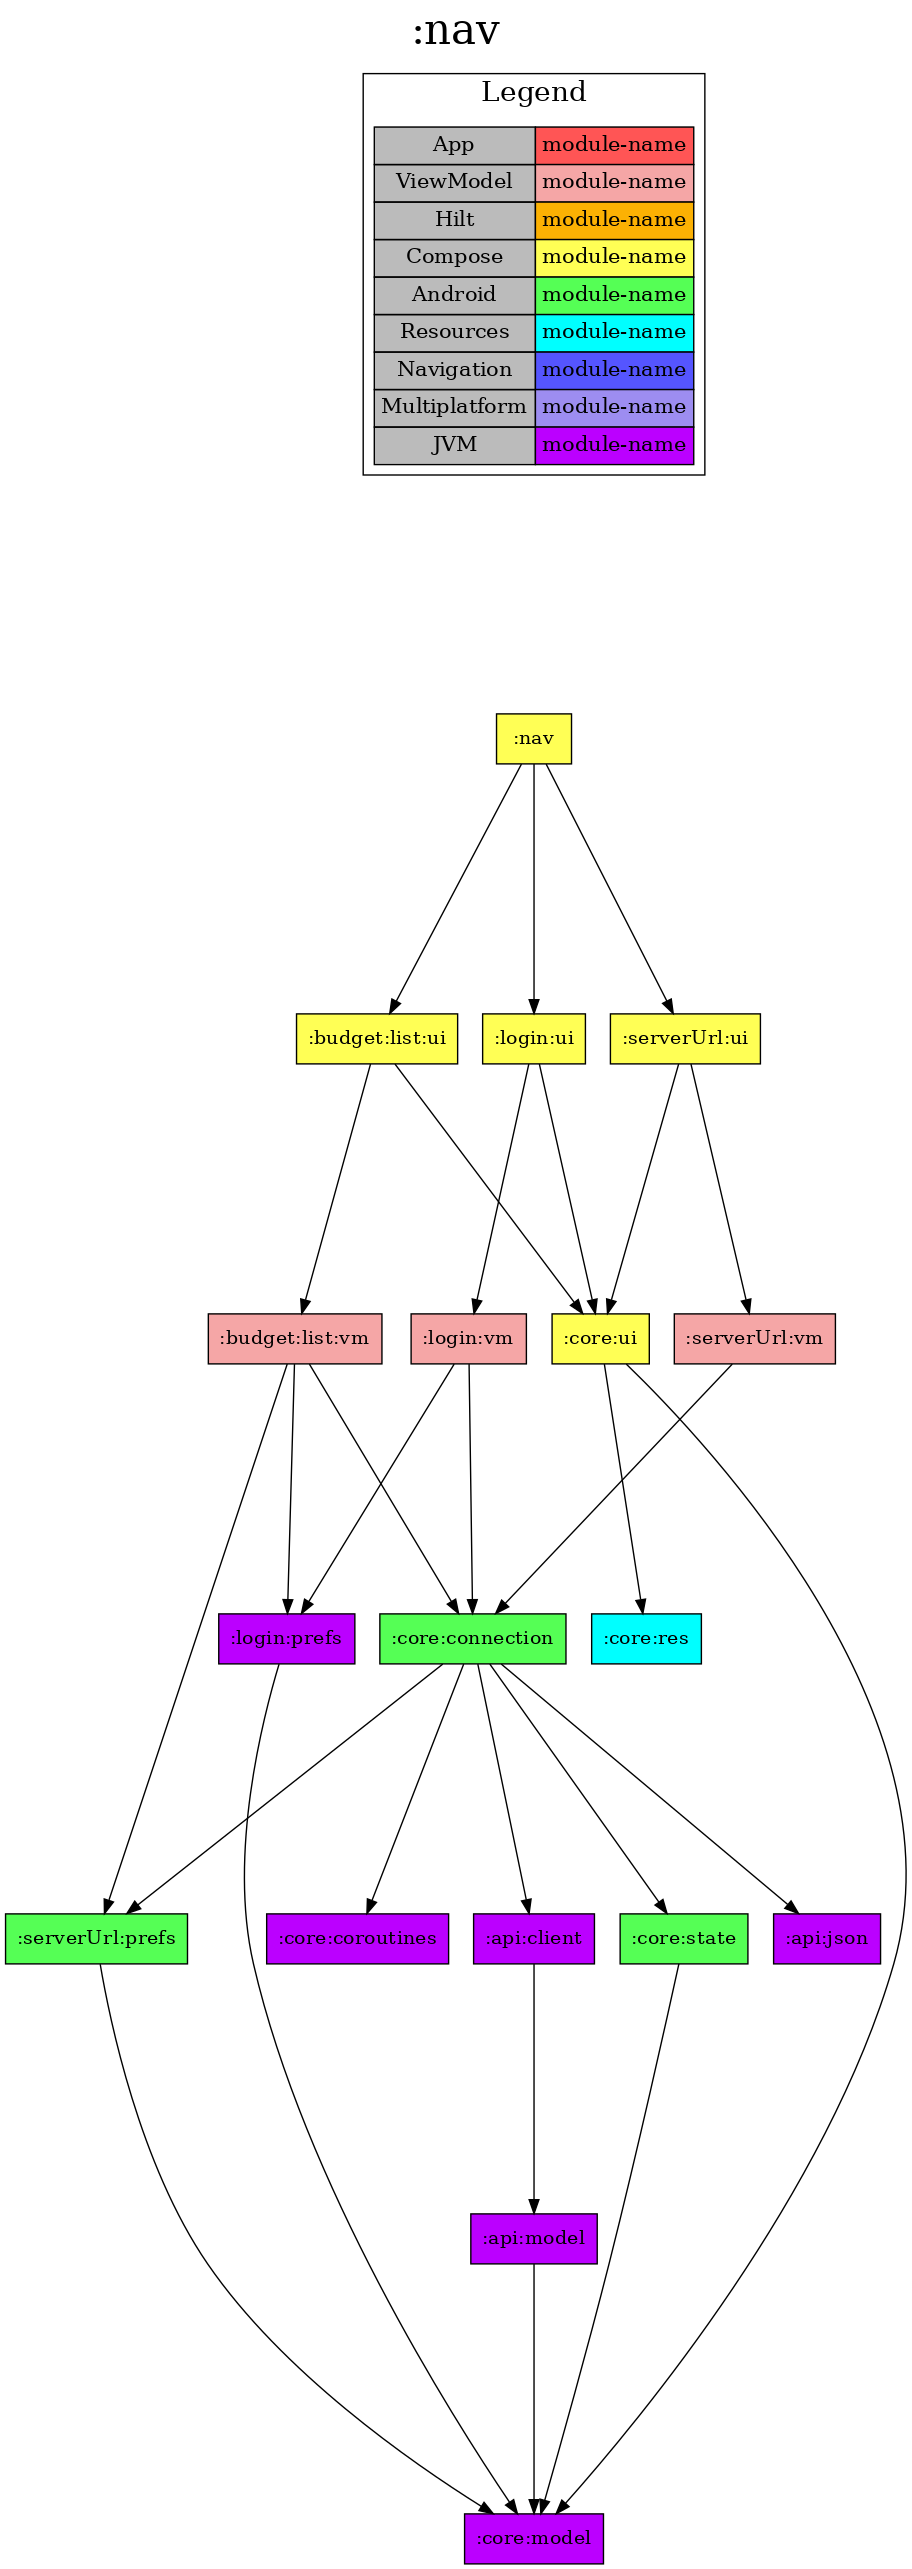 :nav
Legend
App module-name
ViewModel module-name
Hilt module-name
Compose module-name
Android module-name
Resources module-name
Navigation module-name
Multiplatform module-name
JVM module-name
:nav
:budget:list:ui :login:ui :serverUrl:ui
:budget:list:vm :login:vm :core:ui :serverUrl:vm
:login:prefs :core:connection :core:res
:serverUrl:prefs :core:coroutines :api:client :core:state :api:json
:api:model
:core:model